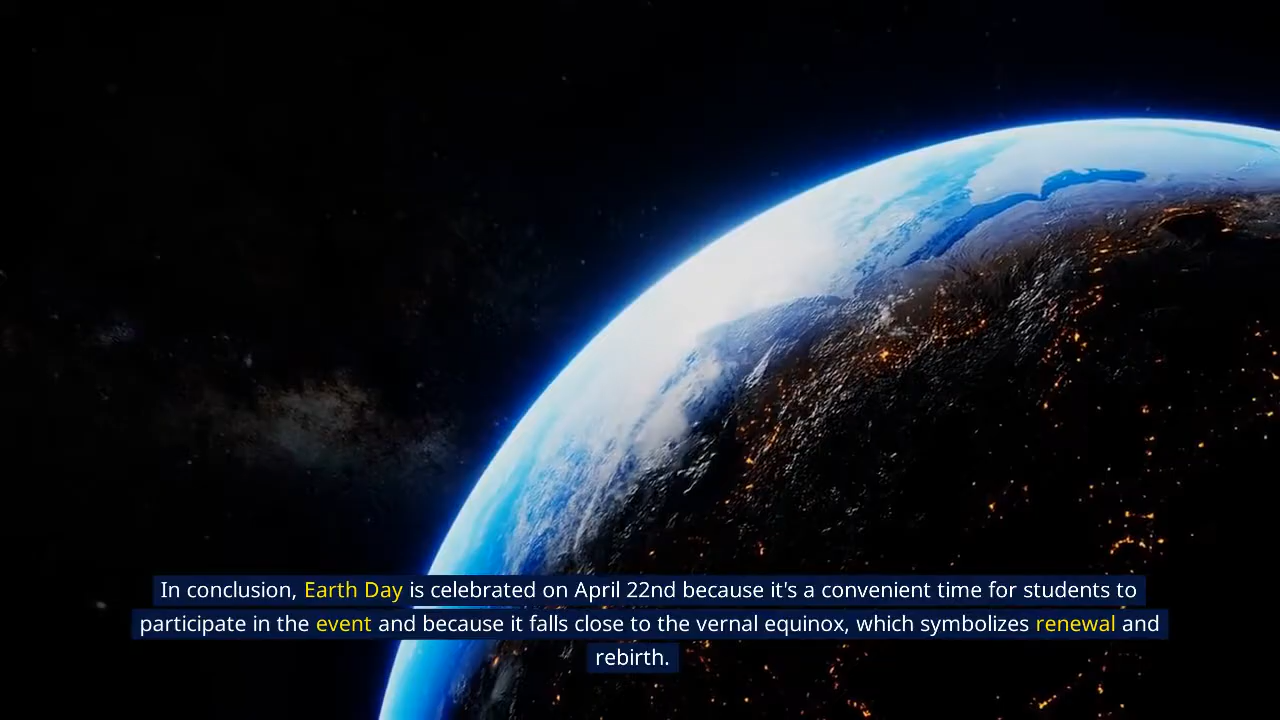 In conclusion, Earth Day is celebrated on April 22nd because it's a convenient time for students to
participate in the event and because it falls close to the vernal equinox, which symbolizes renewal and
rebirth.